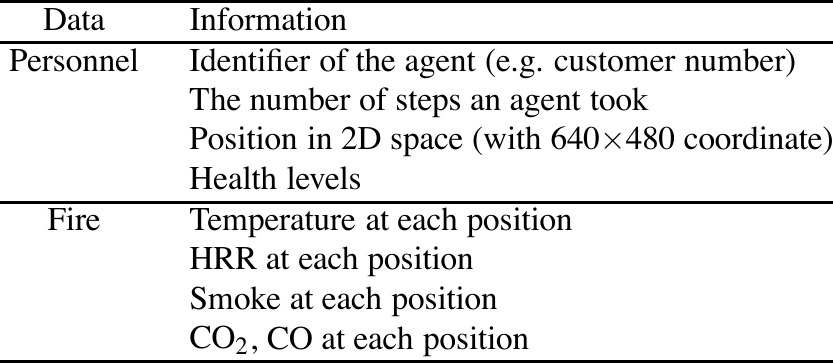 Data Information
Personnel Identifier of the agent (e.g. customer number)
The number of steps an agent took
Position in 2D space (with 640×480 coordinate)
Health levels
Fire Temperature at each position
HRR at each position
Smoke at each position
CO₂, CO at each position